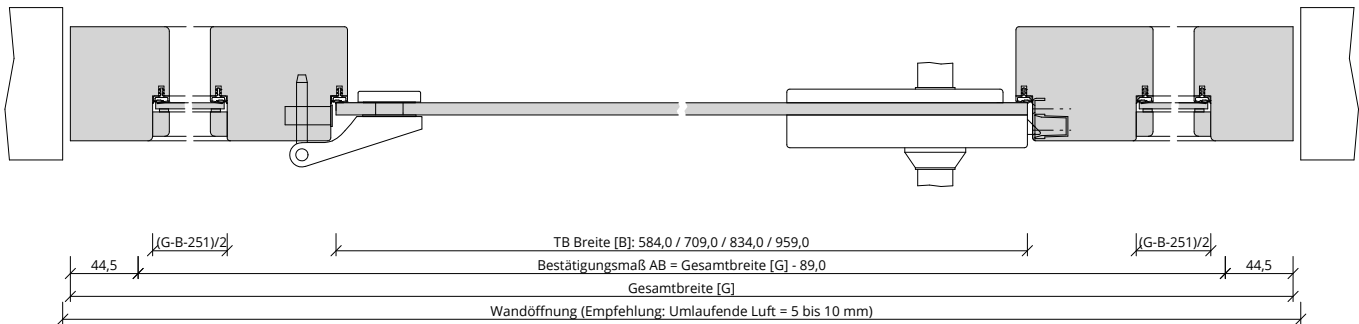 (G-B-251)/2 TB Breite [B]: 584,0 / 709,0 / 834,0 / 959,0 (G-B-251)/2
44,5 Bestätigungsmaß AB = Gesamtbreite [G] - 89,0 44,5
Gesamtbreite [G]
Wandöffnung (Empfehlung: Umlaufende Luft = 5 bis 10 mm)